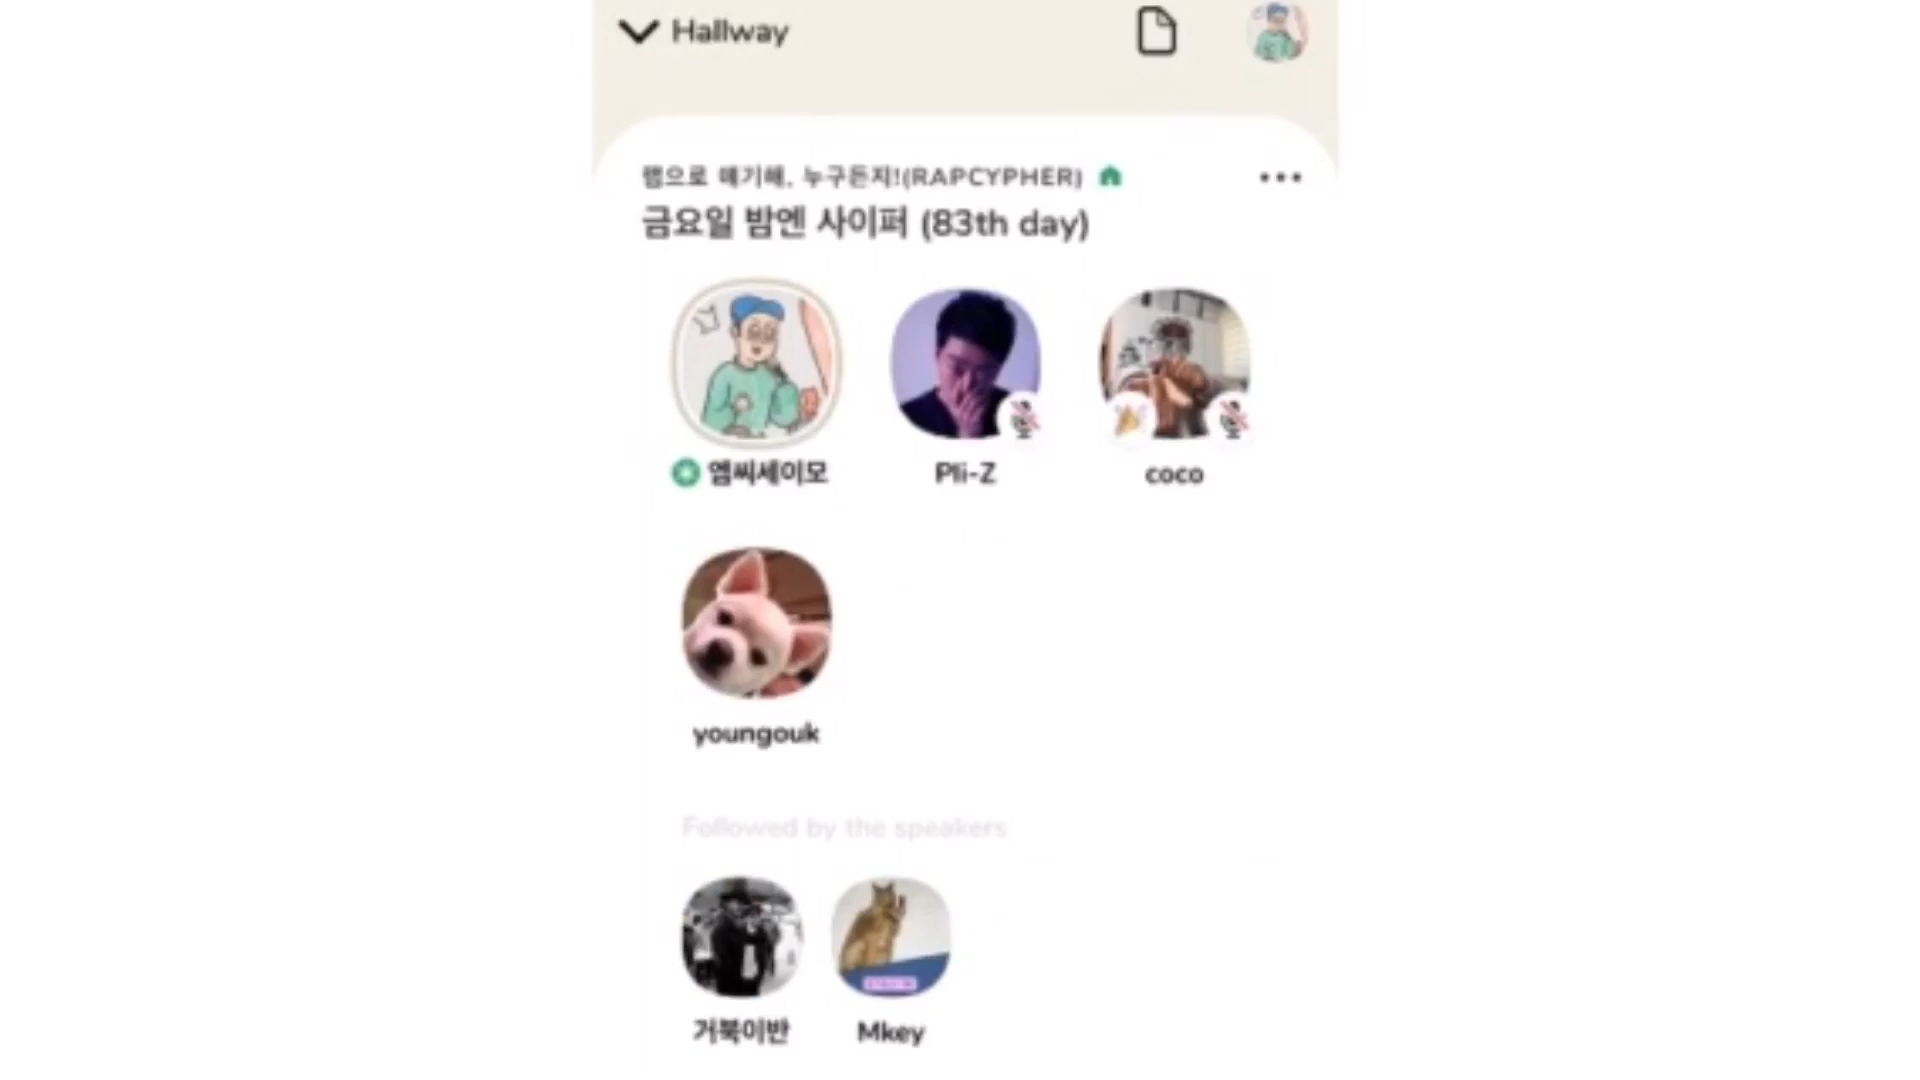 Hallway
랩으로 얘기해, 누구든지!(RAPCYPHER)
금요일 밤엔 사이퍼 (83th day)
엠씨세이모
Pli-Z
coco
youngouk
Followed by the speakers
거북이반
Mkey